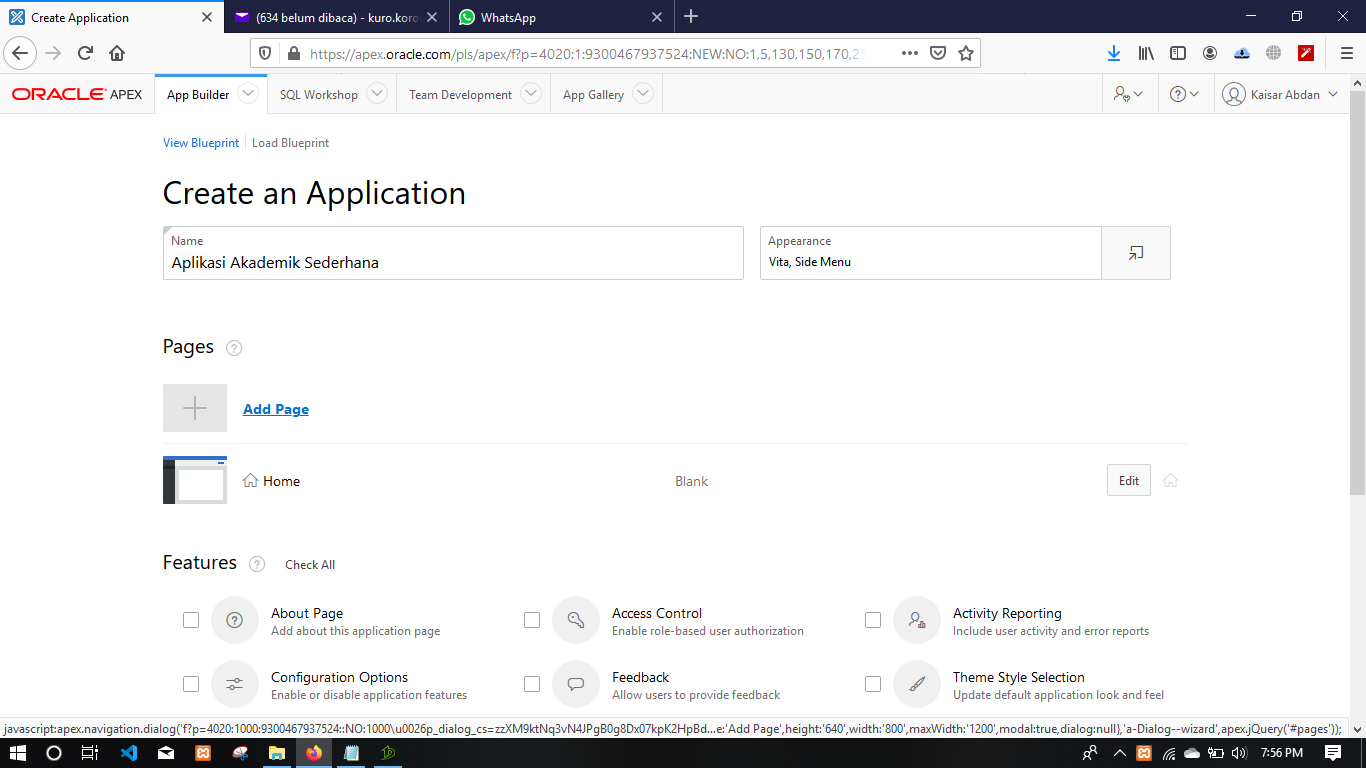 Create Application
(634 belum dibaca) - kuro.koro
WhatsApp
https://apex.oracle.com/pls/apex/f?p=4020:1:9300467937524:NEW:NO:1,5,130,150,170,25
ORACLE APEX
App Builder
SQL Workshop
Team Development
App Gallery
Kaisar Abdan
View Blueprint
Load Blueprint
Create an Application
Name
Aplikasi Akademik Sederhana
Appearance
Vita, Side Menu
Pages
Add Page
Home
Blank
Edit
Features
Check All
About Page
Add about this application page
Access Control
Enable role-based user authorization
Activity Reporting
Include user activity and error reports
Configuration Options
Enable or disable application features
Feedback
Allow users to provide feedback
Theme Style Selection
Update default application look and feel
javascript:apex.navigation.dialog('f?p=4020:1000:9300467937524::NO:1000\u0026p_dialog_cs=zzXM9ktNq3vN4JPgB0g8Dx07kpK2HpBd...e:'Add Page',height:'640',width:'800',maxWidth:'1200',modal:true,dialog:null},'a-Dialog--wizard',apex.jQuery('#pages'));
7:56 PM